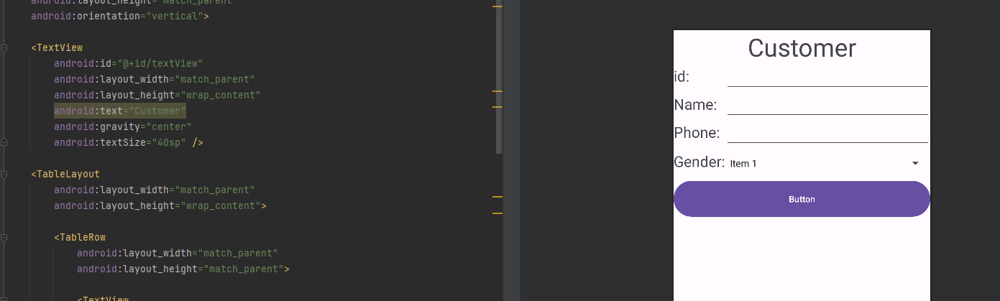 android:layout_height="match_parent"
android:orientation="vertical">
<TextView
android:id="@+id/textView"
android:layout_width="match_parent"
android:layout_height="wrap_content"
android:text="Customer"
android:gravity="center"
android:textSize="40sp" />
<TableLayout
android:layout_width="match_parent"
android:layout_height="wrap_content">
<TableRow
android:layout_width="match_parent"
android:layout_height="match_parent">
<TextView
Customer
id:
Name:
Phone:
Gender: Item 1
Button